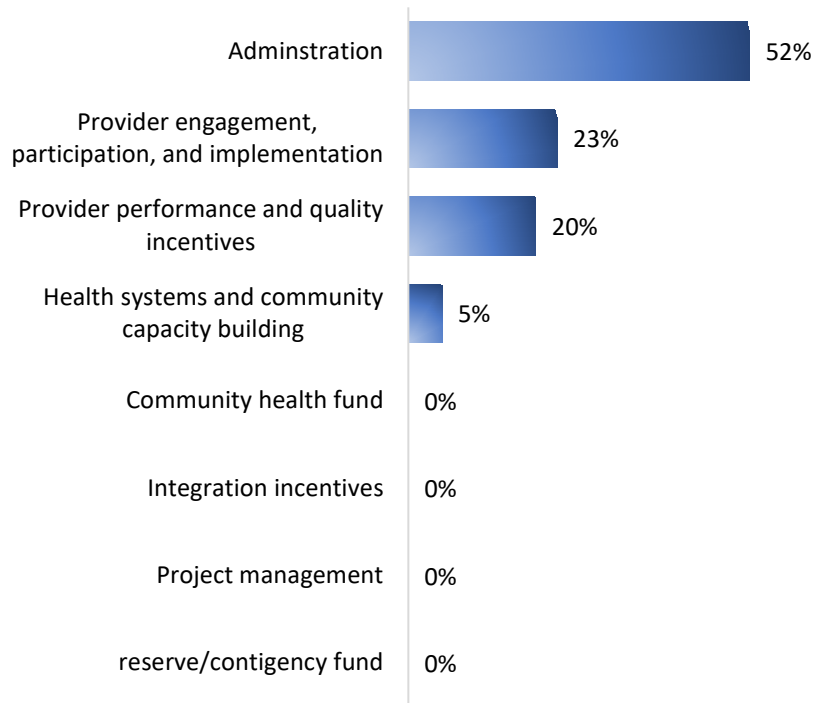 Adminstration
52%
Provider engagement,
participation, and implementation
23%
Provider performance and quality
incentives
20%
Health systems and community
capacity building
5%
Community health fund
0%
Integration incentives
0%
Project management
0%
reserve/contigency fund
0%